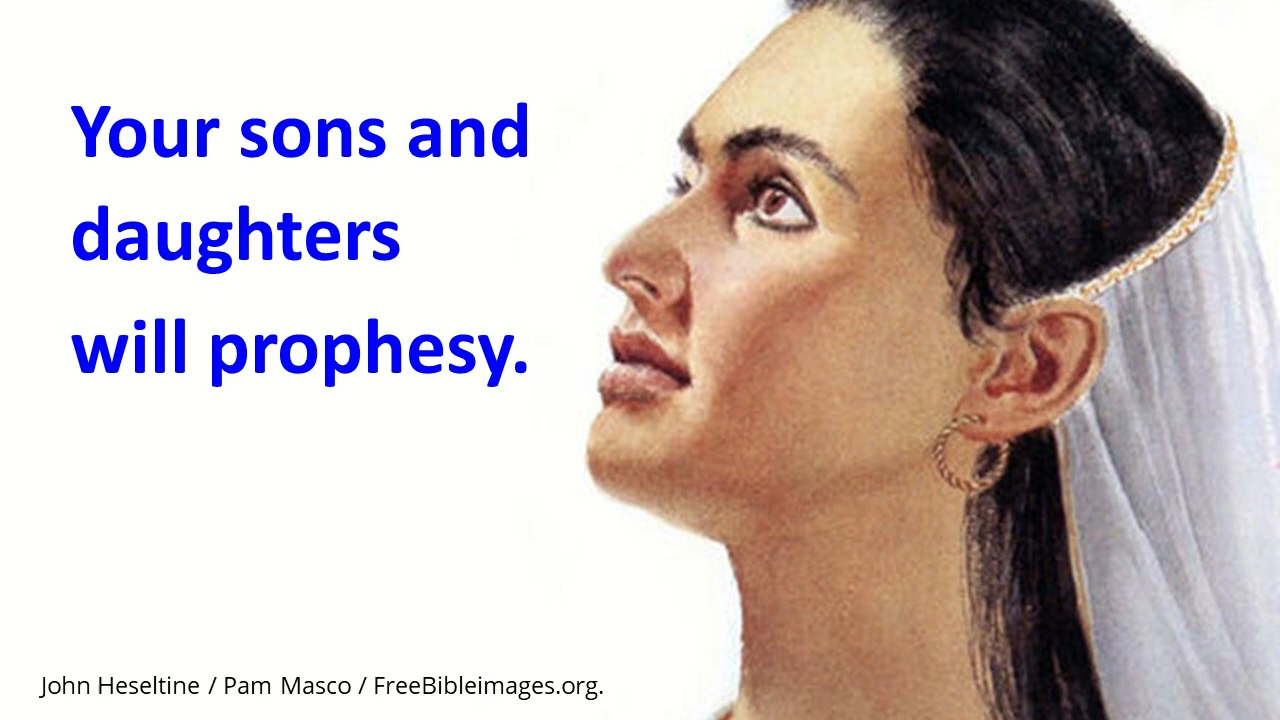 Your sons and
daughters
will prophesy.
John Heseltine / Pam Masco / FreeBibleimages.org.